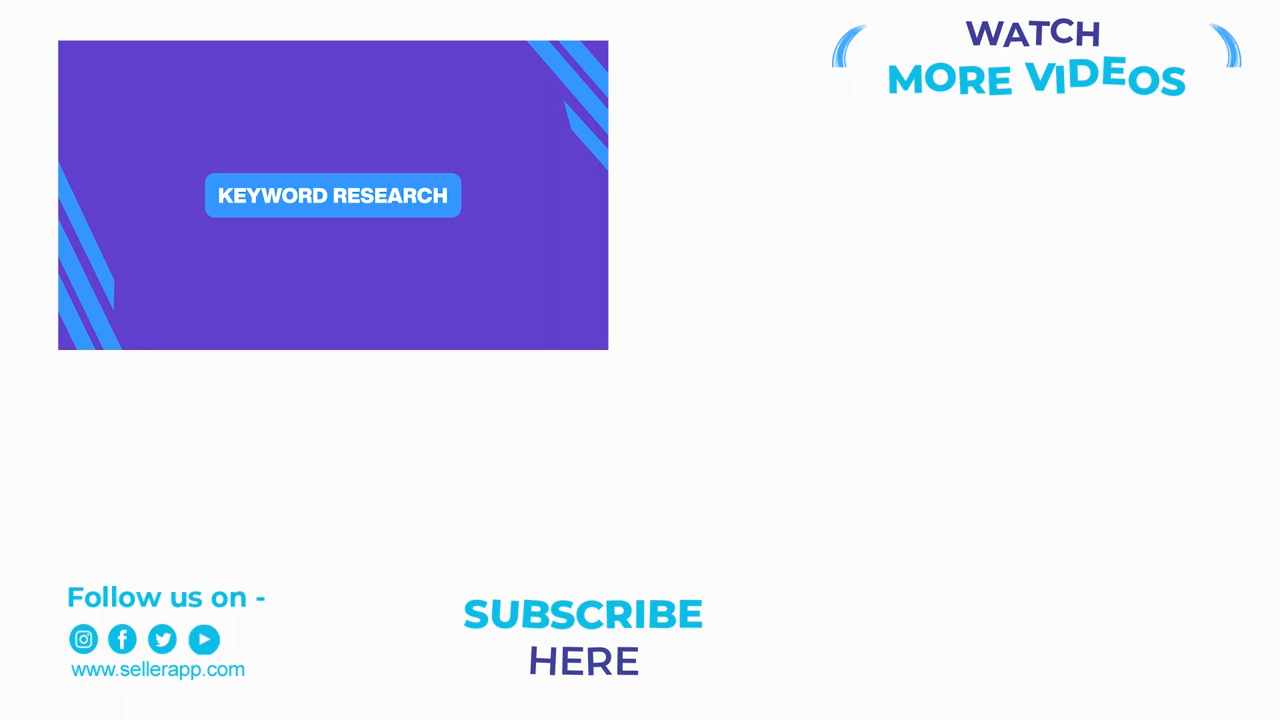 WATCH
MORE VIDEOS
KEYWORD RESEARCH
Follow us on -
www.sellerapp.com
SUBSCRIBE
HERE